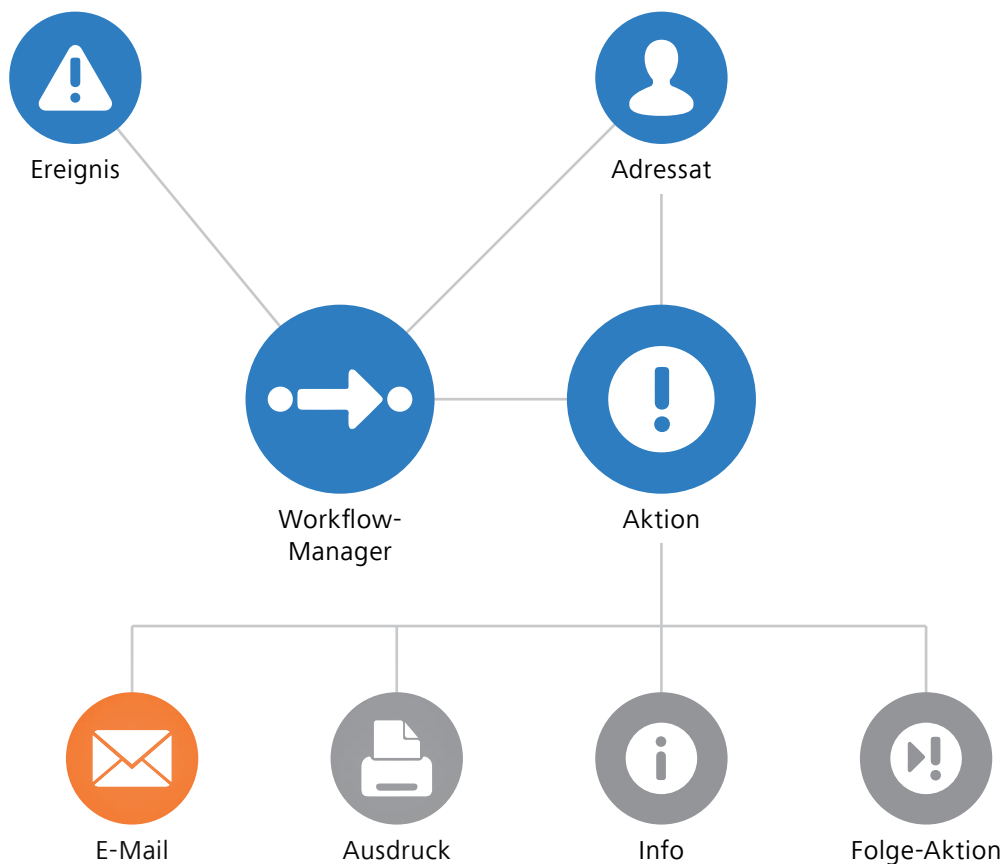 Ereignis
Adressat
Workflow-
Manager
Aktion
E-Mail
Ausdruck
Info
Folge-Aktion